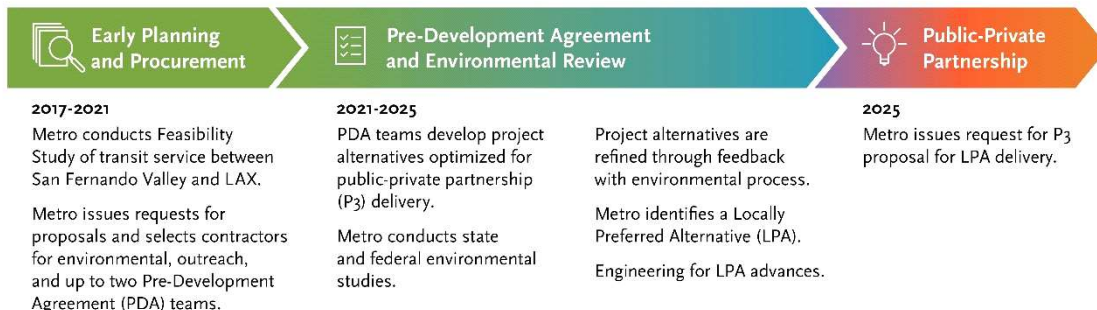 Early Planning
and Procurement
Pre-Development Agreement
and Environmental Review
Public-Private
Partnership
2017-2021
Metro conducts Feasibility
Study of transit service between
San Fernando Valley and LAX.
Metro issues requests for
proposals and selects contractors
for environmental, outreach,
and up to two Pre-Development
Agreement (PDA) teams.
2021-2025
PDA teams develop project
alternatives optimized for
public-private partnership
(P3) delivery.
Metro conducts state
and federal environmental
studies.
Project alternatives are
refined through feedback
with environmental process.
Metro identifies a Locally
Preferred Alternative (LPA).
Engineering for LPA advances.
2025
Metro issues request for P3
proposal for LPA delivery.